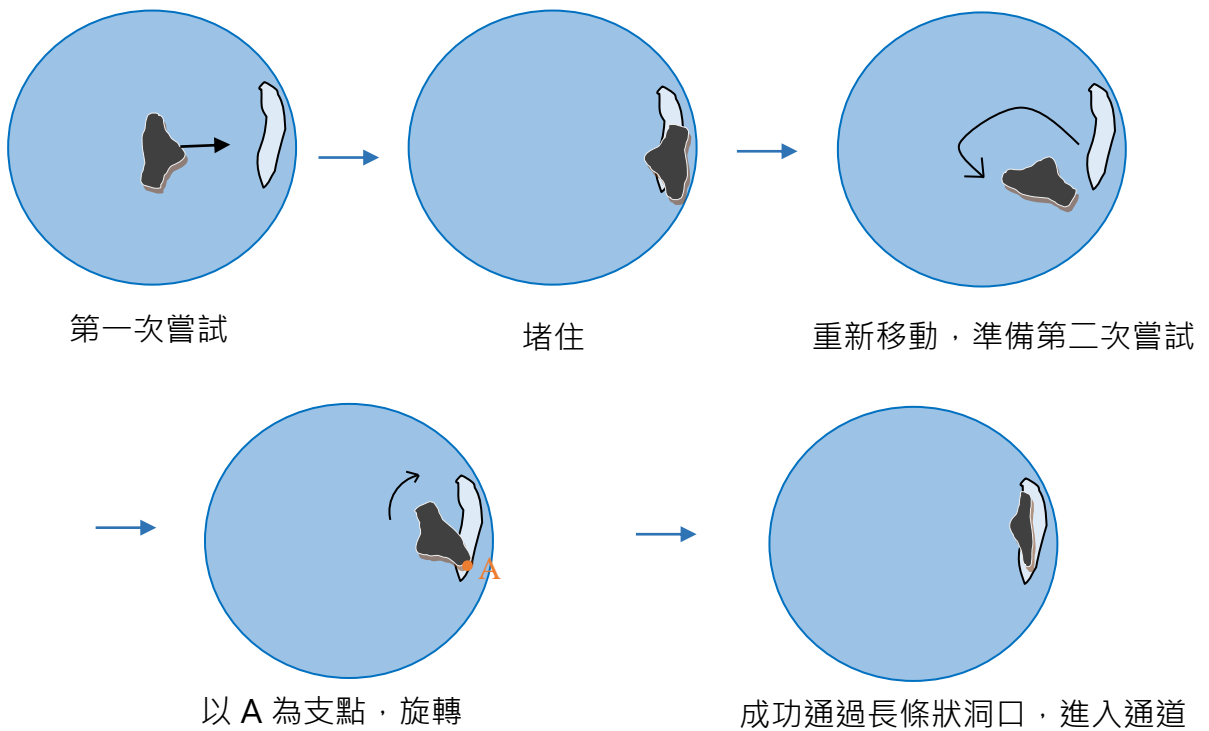 第一次嘗試
堵住
重新移動，準備第二次嘗試
A
以 A 為支點，旋轉
成功通過長條狀洞口，進入通道